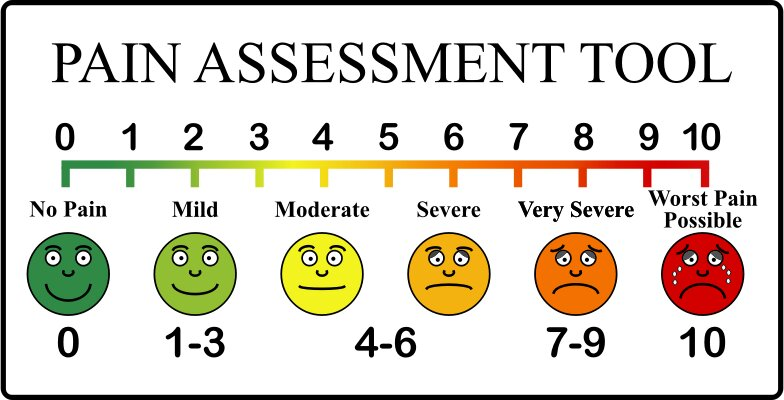 PAIN ASSESSMENT TOOL
0 1 2 3 4 5 6 7 8 9 10
No Pain Mild Moderate Severe Very Severe Worst Pain
Possible
0 1-3 4-6 7-9 10